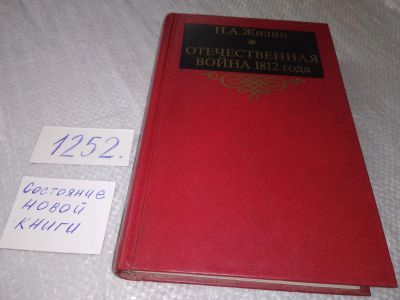 П.А.Жилин
ОТЕЧЕСТВЕННАЯ
ВОЙНА 1812 года
1252.
Состояние
новой
книги